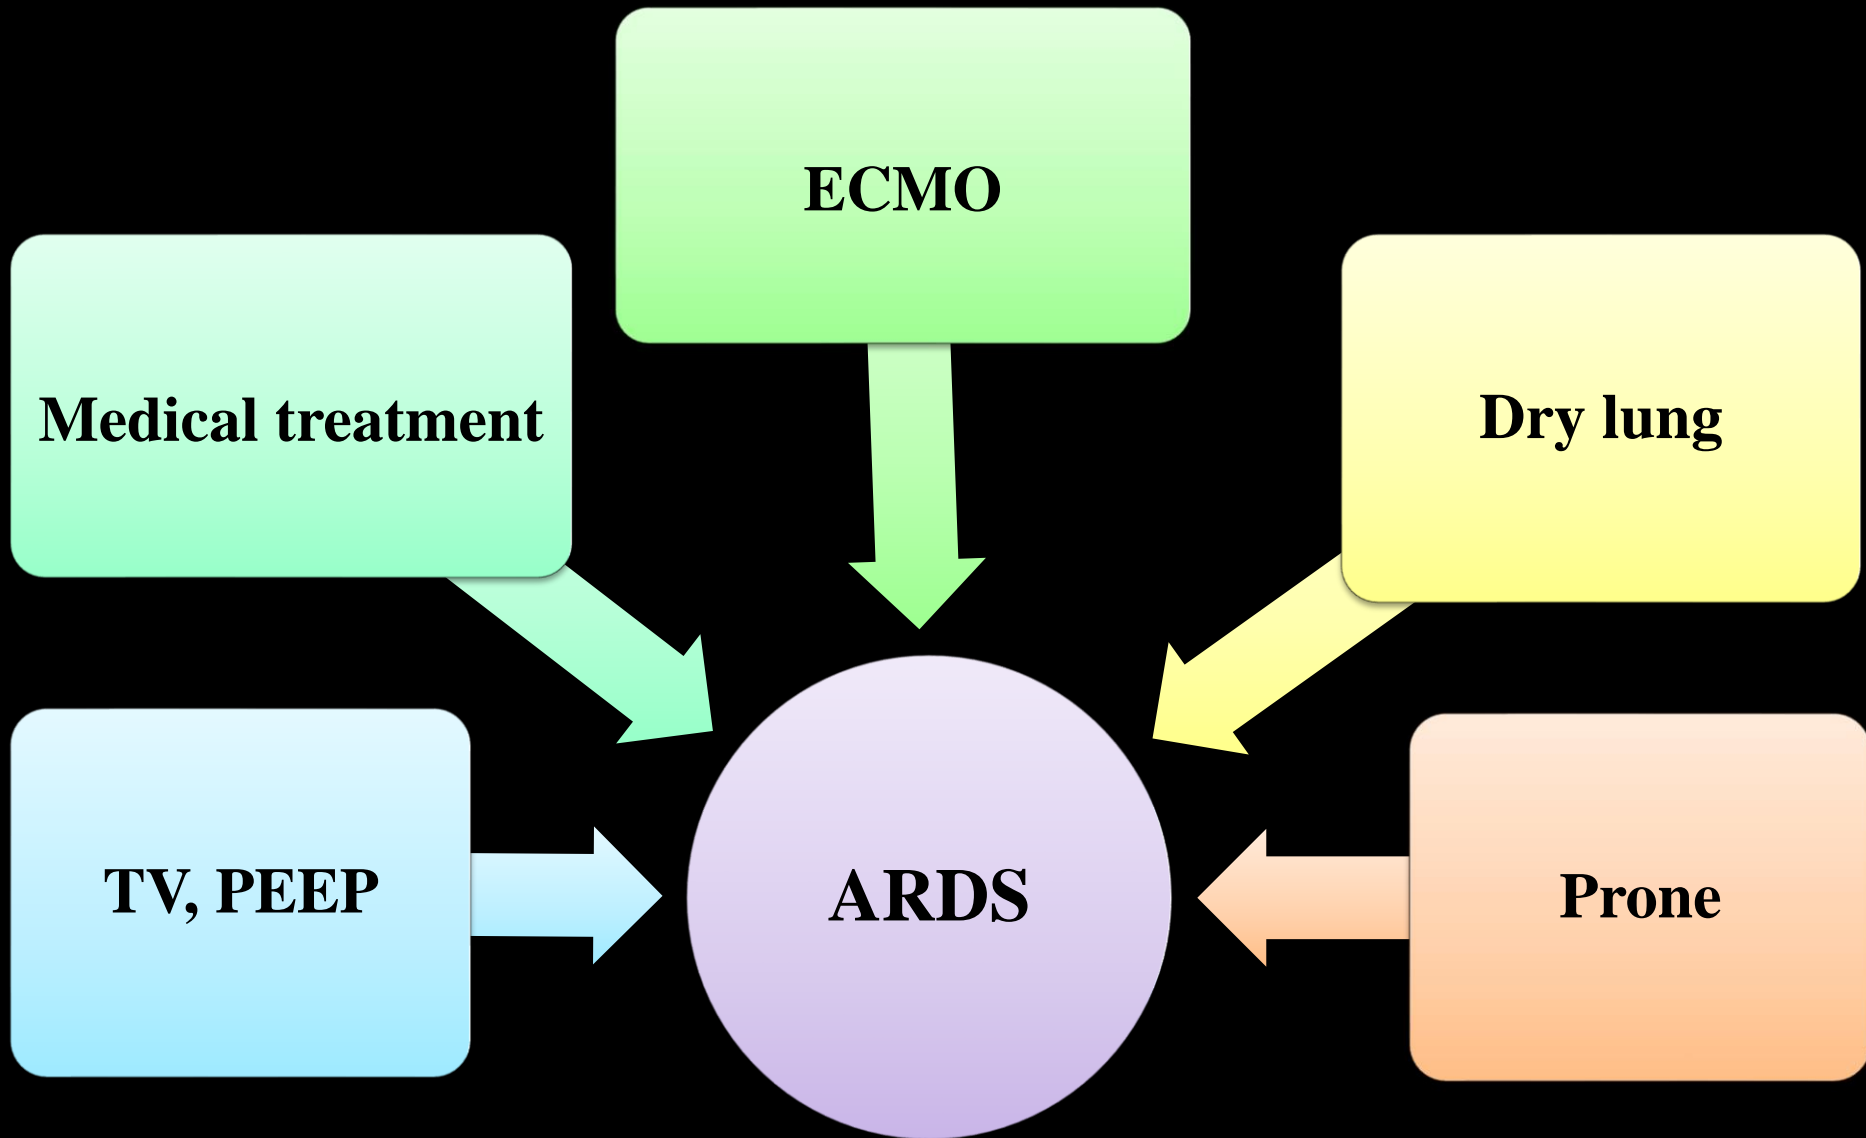 ECMO
Medical treatment
Dry lung
TV, PEEP
ARDS
Prone